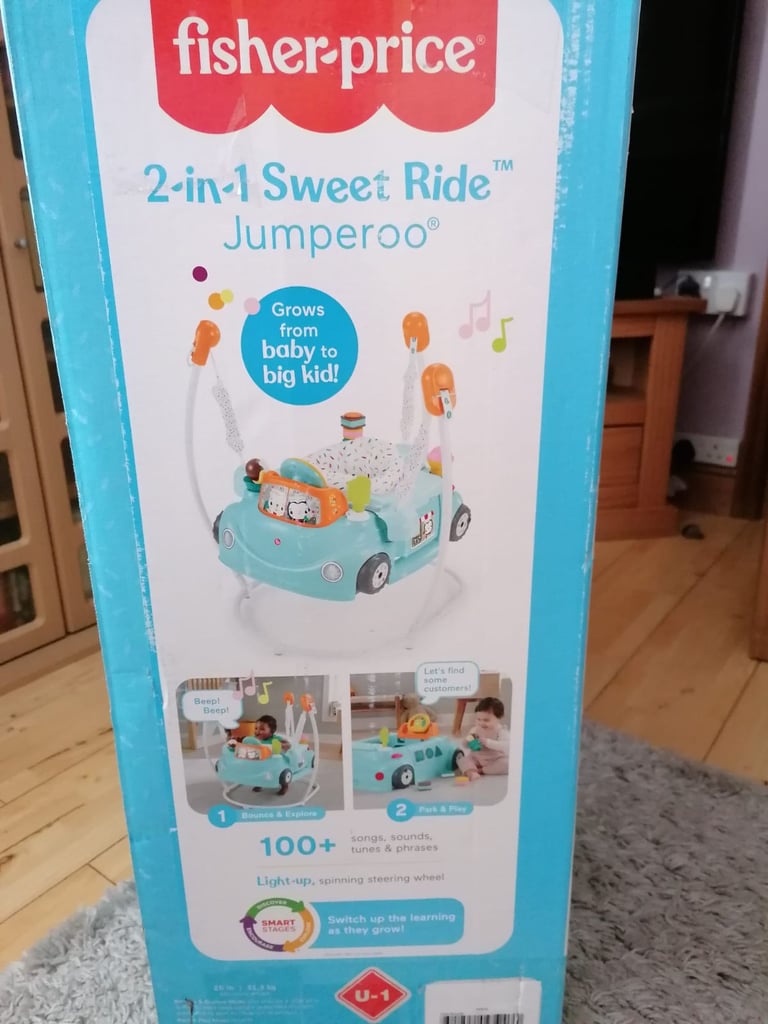 fisher-price®
2-in-1 Sweet Ride™
Jumperoo®
Grows
from
baby to
big kid!
Beep!
Beep!
Let's find
some
customers!
1 Bounce & Explore
2 Park & Play
100+ songs, sounds,
tunes & phrases
Light-up, spinning steering wheel
DISCOVER
SMART
STAGES
ENCOURAGE
Switch up the learning
as they grow!
U-1